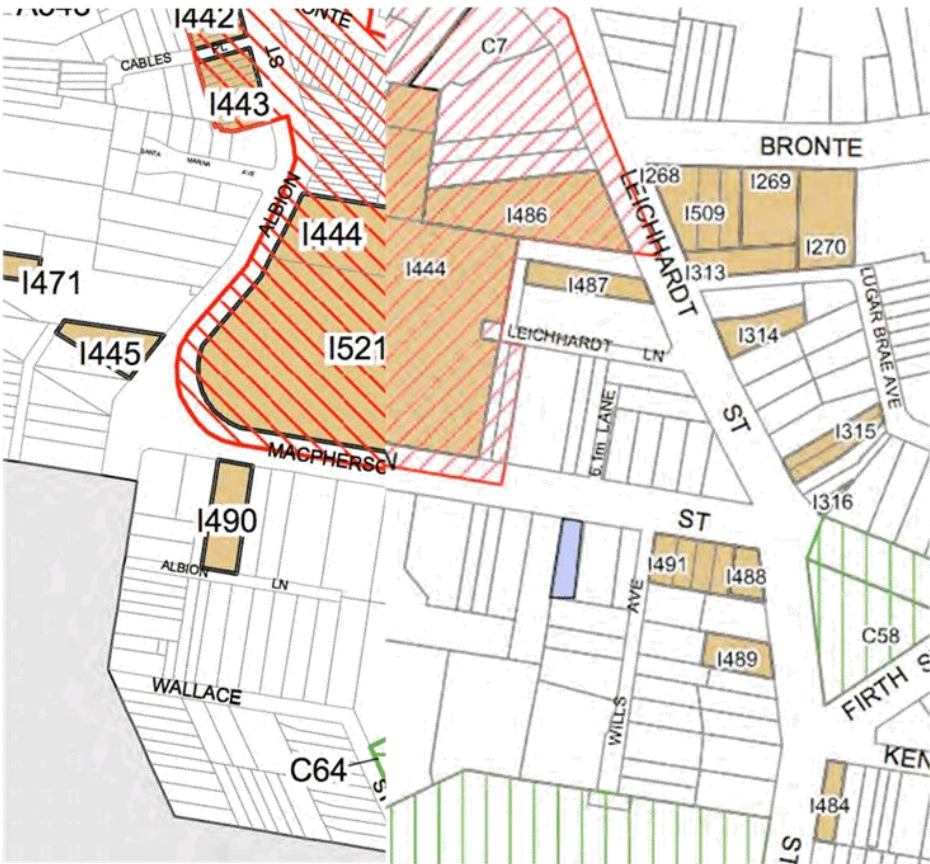 I442
ONTE
ST
PL
CABLES
I443
SANTA
MARINA
AVE
ALBION
I444
I471
I445
I521
MACPHERSON
I490
ALBION
LN
WALLACE
C64
C7
BRONTE
I268
I269
LEICHHARDT
I486
I509
I444
I270
I313
I487
LUGAR BRAE AVE
LEICHHARDT
LN
I314
6.1m LANE
ST
I315
I316
ST
I491
I488
AVE
C58
I489
FIRTH S
WILLS
KEN
I484